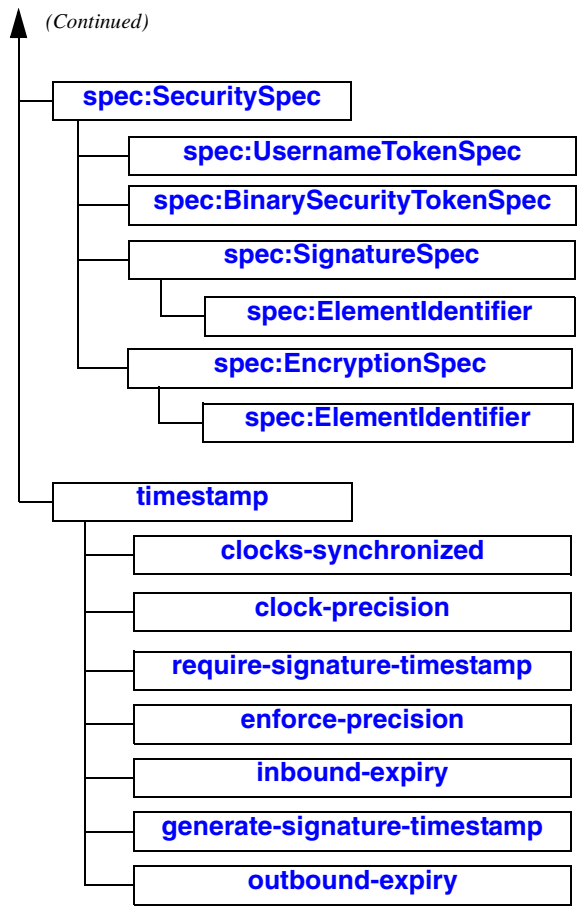 (Continued)
spec:SecuritySpec
spec:UsernameTokenSpec
spec:BinarySecurityTokenSpec
spec:SignatureSpec
spec:ElementIdentifier
spec:EncryptionSpec
spec:ElementIdentifier
timestamp
clocks-synchronized
clock-precision
require-signature-timestamp
enforce-precision
inbound-expiry
generate-signature-timestamp
outbound-expiry